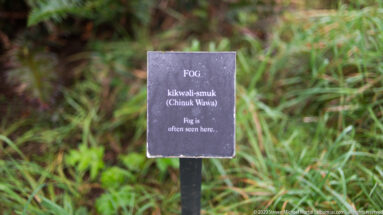 FOG
kikwəli-smuk
(Chinuk Wawa)
Fog is
often seen here...